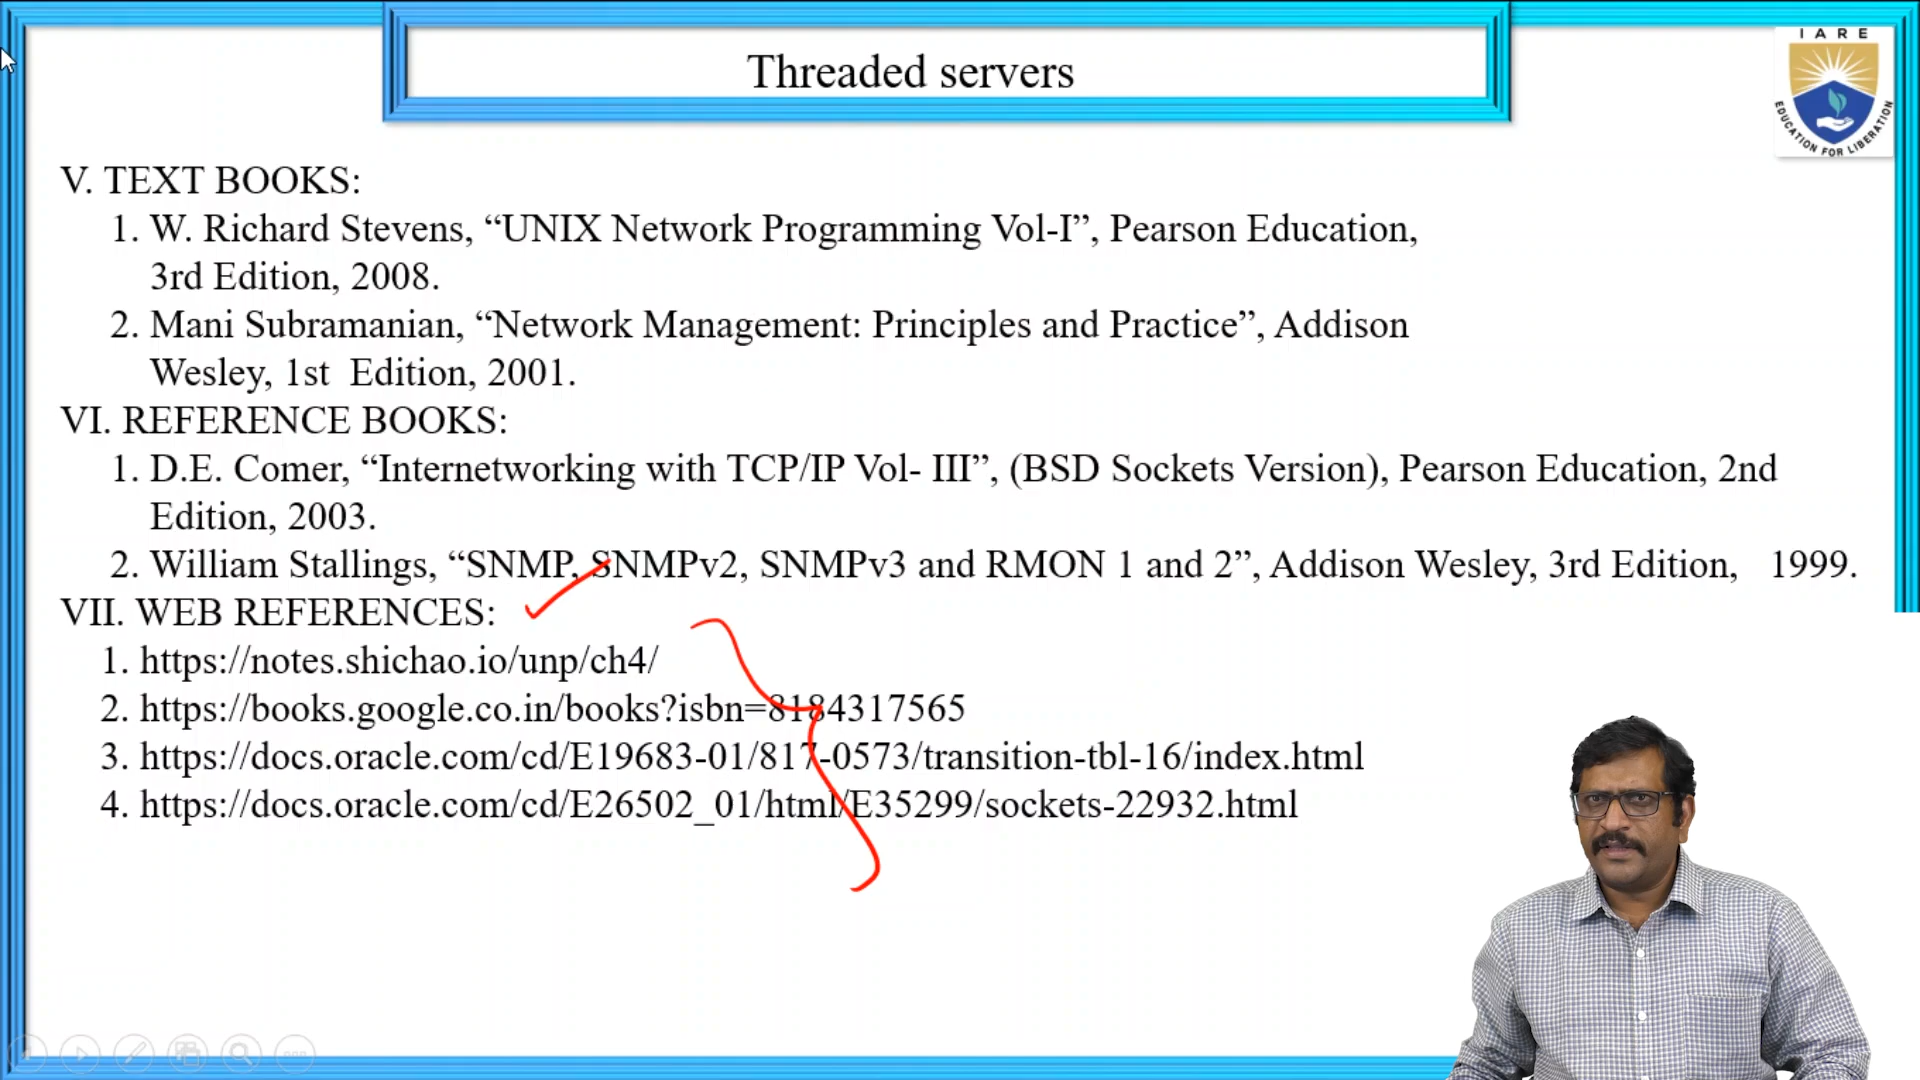 Threaded servers
I A R E
EDUCATION FOR LIBERATION
V. TEXT BOOKS:
1. W. Richard Stevens, “UNIX Network Programming Vol-I”, Pearson Education,
3rd Edition, 2008.
2. Mani Subramanian, “Network Management: Principles and Practice”, Addison
Wesley, 1st Edition, 2001.
VI. REFERENCE BOOKS:
1. D.E. Comer, “Internetworking with TCP/IP Vol- III”, (BSD Sockets Version), Pearson Education, 2nd
Edition, 2003.
2. William Stallings, “SNMP, SNMPv2, SNMPv3 and RMON 1 and 2”, Addison Wesley, 3rd Edition, 1999.
VII. WEB REFERENCES:
1. https://notes.shichao.io/unp/ch4/
2. https://books.google.co.in/books?isbn=8184317565
3. https://docs.oracle.com/cd/E19683-01/817-0573/transition-tbl-16/index.html
4. https://docs.oracle.com/cd/E26502_01/html/E35299/sockets-22932.html